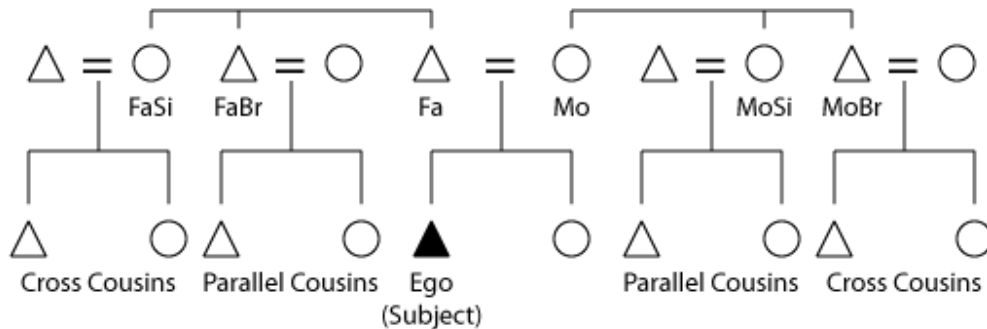 FaSi FaBr Fa Mo MoSi MoBr
Cross Cousins Parallel Cousins Ego Parallel Cousins Cross Cousins
(Subject)